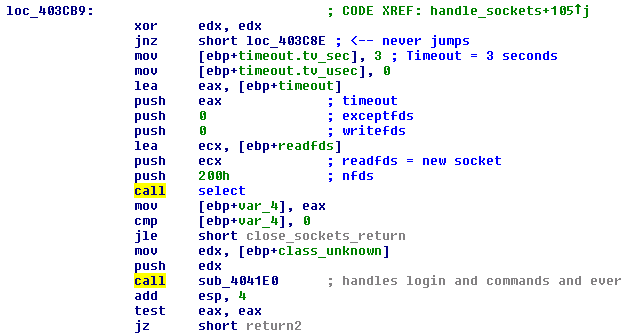 loc_403CB9: ; CODE XREF: handle_sockets+105↑j
xor edx, edx
jnz short loc_403C8E ; <-- never jumps
mov [ebp+timeout.tv_sec], 3 ; Timeout = 3 seconds
mov [ebp+timeout.tv_usec], 0
lea eax, [ebp+timeout]
push eax ; timeout
push 0 ; exceptfds
push 0 ; writefds
lea ecx, [ebp+readfds]
push ecx ; readfds = new socket
push 200h ; nfds
call select
mov [ebp+var_4], eax
cmp [ebp+var_4], 0
jle short close_sockets_return
mov edx, [ebp+class_unknown]
push edx
call sub_4041E0 ; handles login and commands and ever
add esp, 4
test eax, eax
jz short return2